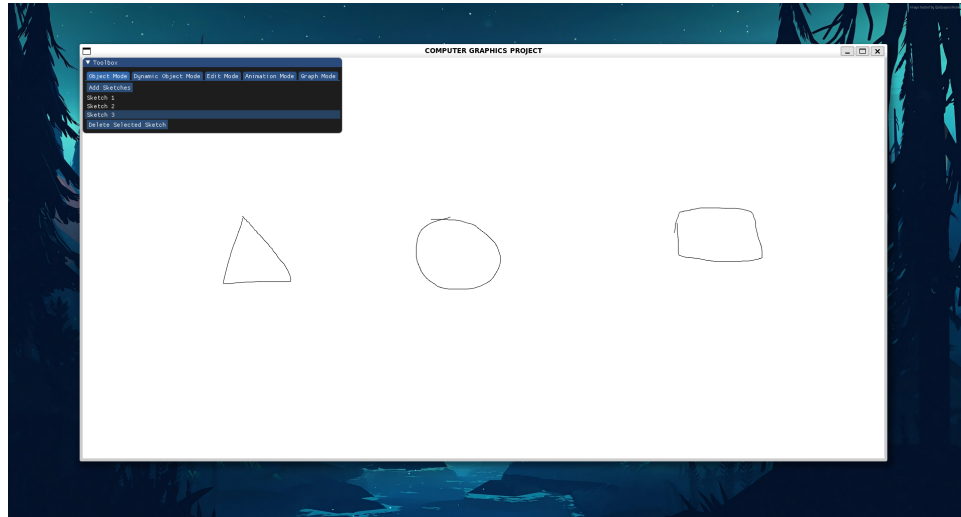 COMPUTER GRAPHICS PROJECT
Toolbox
Object Mode Dynamic Object Mode Edit Mode Animation Mode Graph Mode
Add Sketches
Sketch 1
Sketch 2
Sketch 3
Delete Selected Sketch